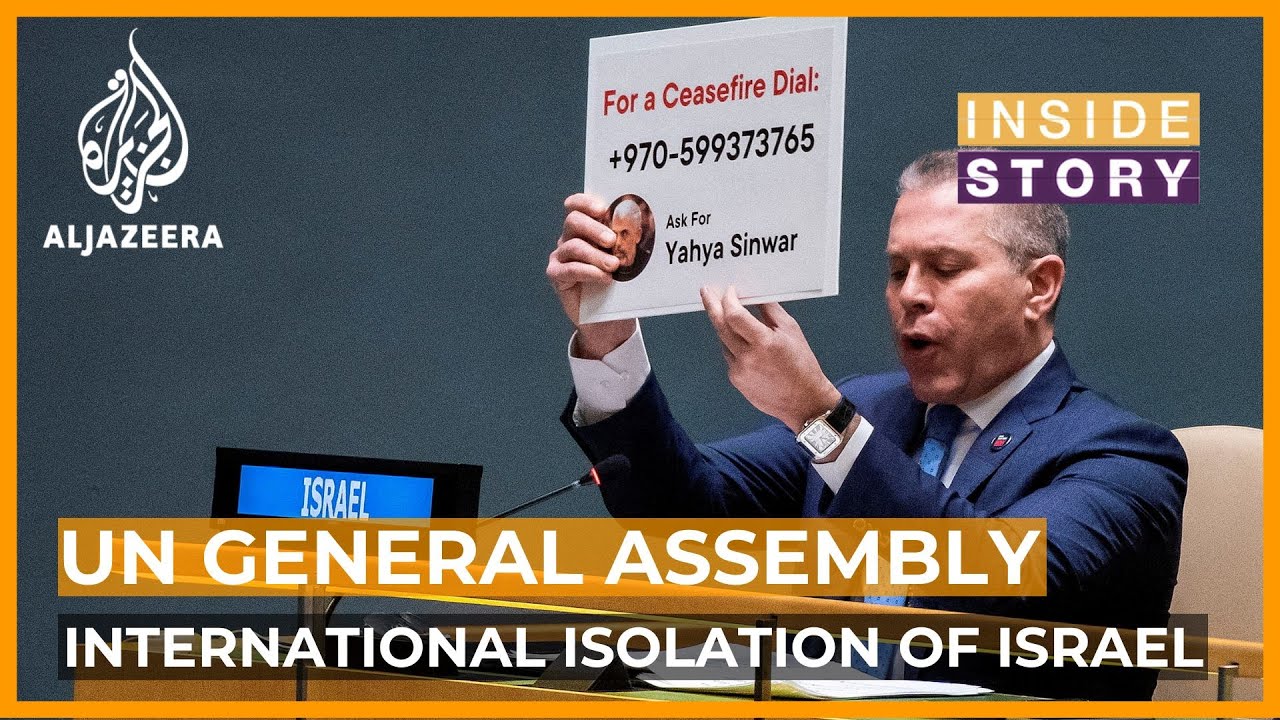 ALJAZEERA
INSIDE
STORY
For a Ceasefire Dial:
+970-599373765
Ask For
Yahya Sinwar
ISRAEL
UN GENERAL ASSEMBLY
INTERNATIONAL ISOLATION OF ISRAEL